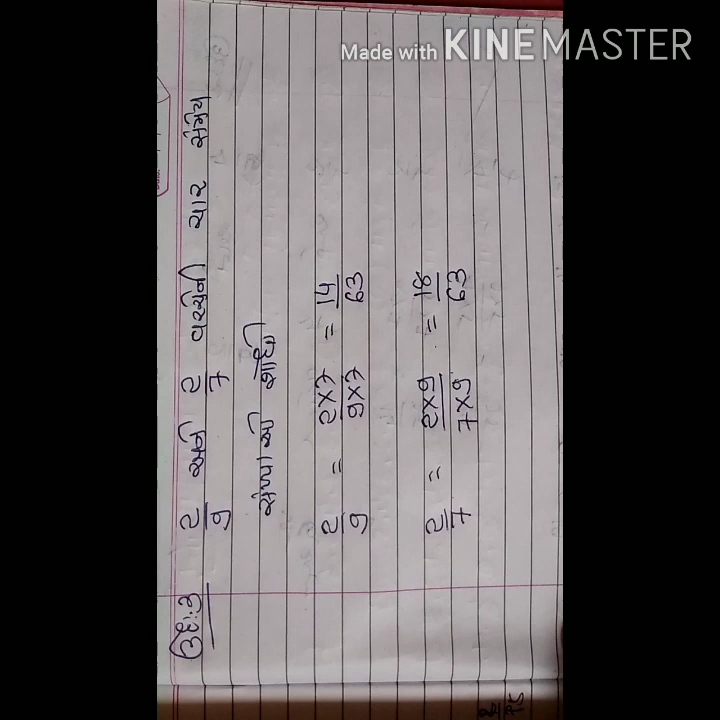 Made with KINEMASTER
ઉદા:૩ 2/9 અને 2/7 વચ્ચેની ચાર સંમેય
સંખ્યાઓ શોધો
2/9 = 2×7/9×7 = 14/63
2/7 = 2×9/7×9 = 18/63